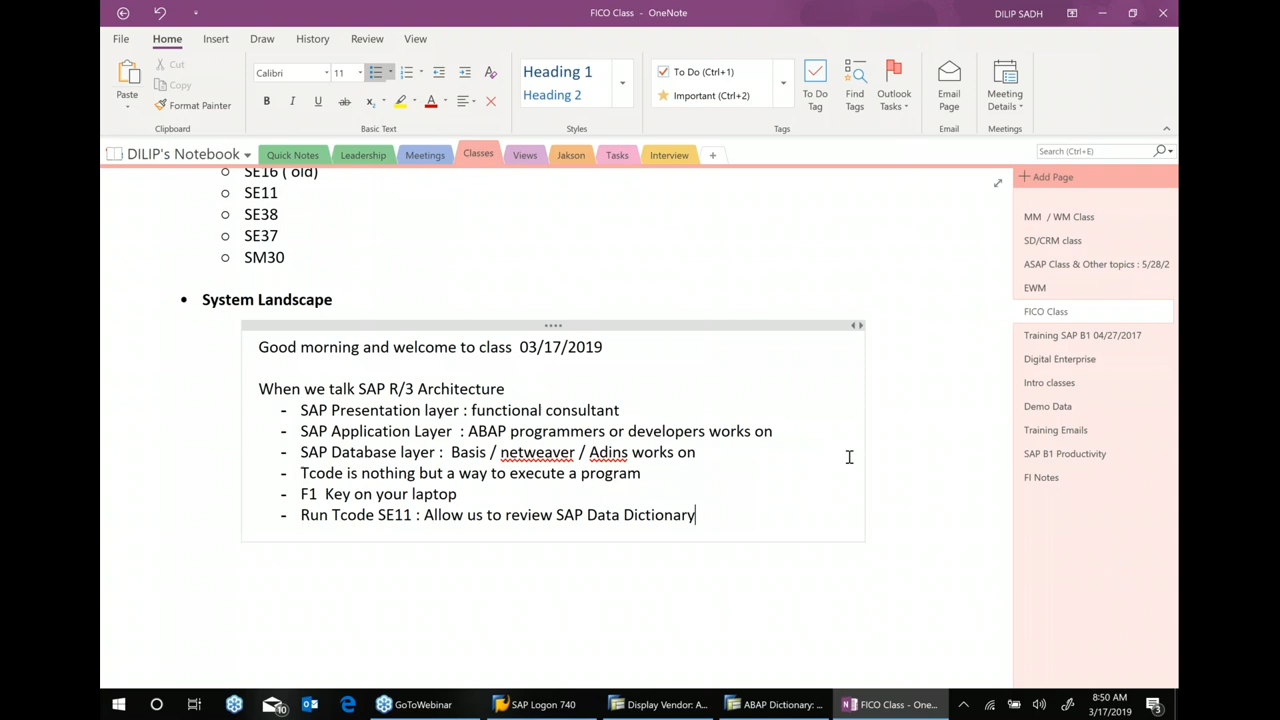 FICO Class - OneNote
DILIP SADH
File Home Insert Draw History Review View
Paste
Cut
Copy
Format Painter
Clipboard
Calibri 11
B I U ab x₂ A
Basic Text
Heading 1
Heading 2
Styles
To Do (Ctrl+1)
Important (Ctrl+2)
To Do Tag
Find Tags
Outlook Tasks
Tags
Email Page
Email
Meeting Details
Meetings
DILIP's Notebook Quick Notes Leadership Meetings Classes Views Jakson Tasks Interview
Search (Ctrl+E)
SE16 ( old)
SE11
SE38
SE37
SM30
System Landscape
Good morning and welcome to class 03/17/2019
When we talk SAP R/3 Architecture
- SAP Presentation layer : functional consultant
- SAP Application Layer : ABAP programmers or developers works on
- SAP Database layer : Basis / netweaver / Adins works on
- Tcode is nothing but a way to execute a program
- F1 Key on your laptop
- Run Tcode SE11 : Allow us to review SAP Data Dictionary
Add Page
MM / WM Class
SD/CRM class
ASAP Class & Other topics : 5/28/2
EWM
FICO Class
Training SAP B1 04/27/2017
Digital Enterprise
Intro classes
Demo Data
Training Emails
SAP B1 Productivity
FI Notes
10
GoToWebinar
SAP Logon 740
Display Vendor: A...
ABAP Dictionary: ...
FICO Class - One...
8:50 AM
3/17/2019
3